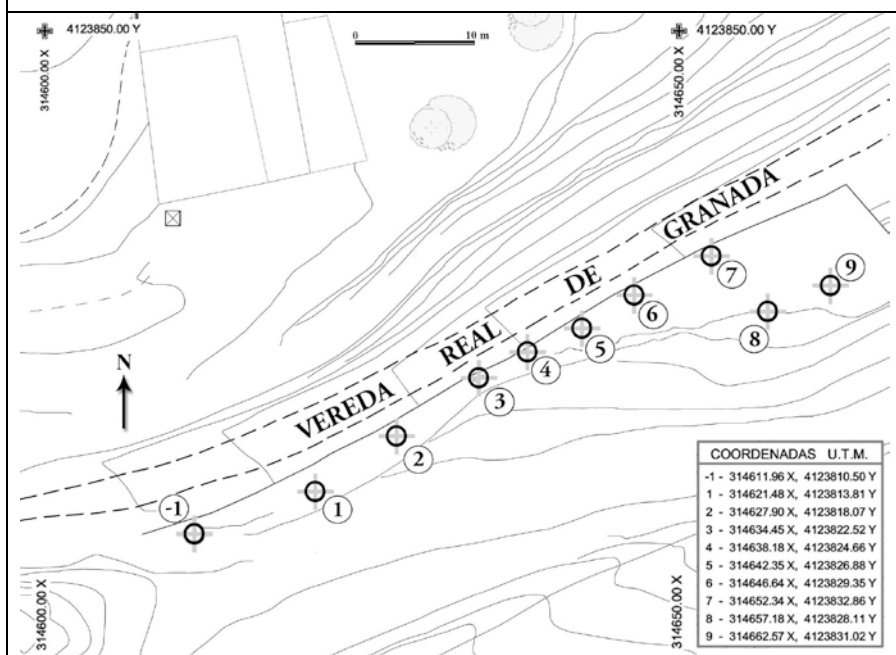 4123850.00 Y
4123850.00 Y
314600.00 X
314650.00 X
0 10 m
VEREDA REAL DE GRANADA
N
-1
1
2
3
4
5
6
7
8
9
314600.00 X
314650.00 X
COORDENADAS U.T.M.
-1 - 314611.96 X, 4123810.50 Y
1 - 314621.48 X, 4123813.81 Y
2 - 314627.90 X, 4123818.07 Y
3 - 314634.45 X, 4123822.52 Y
4 - 314638.18 X, 4123824.66 Y
5 - 314642.35 X, 4123826.88 Y
6 - 314646.64 X, 4123829.35 Y
7 - 314652.34 X, 4123832.86 Y
8 - 314657.18 X, 4123828.11 Y
9 - 314662.57 X, 4123831.02 Y